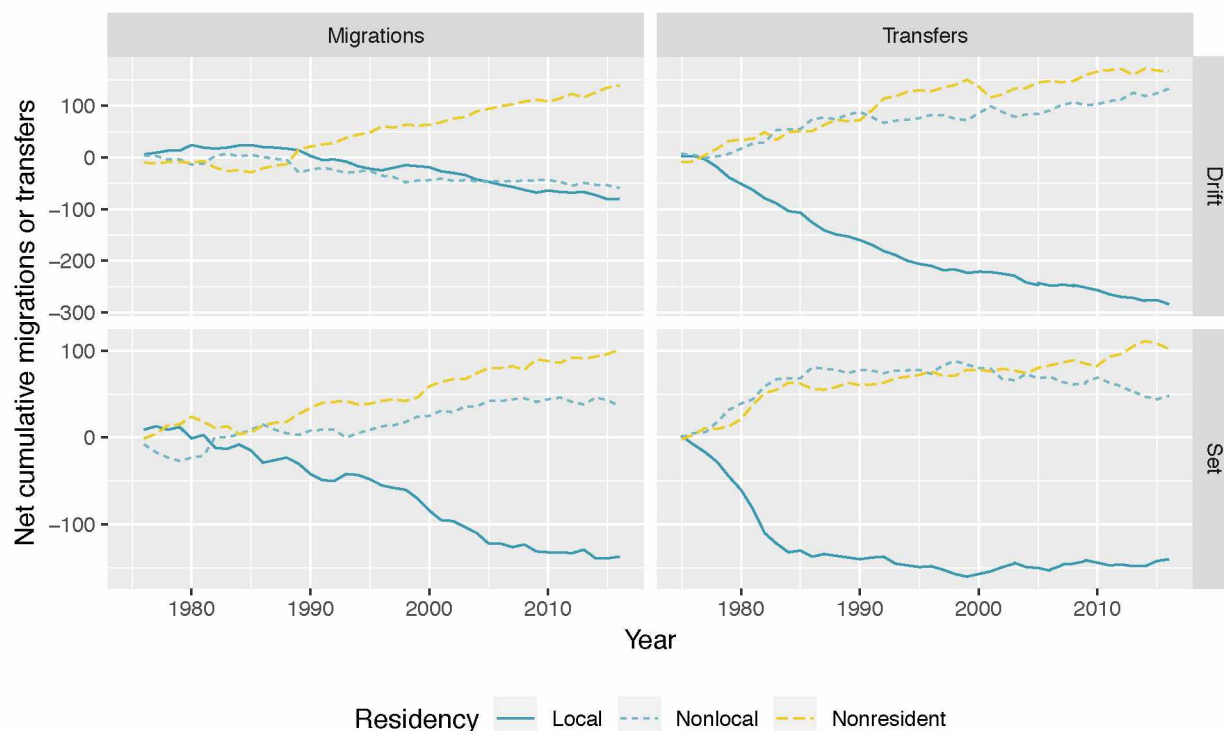 Migrations
Transfers
Net cumulative migrations or transfers
100
0
−100
−200
−300
Drift
100
0
−100
Set
1980
1990
2000
2010
1980
1990
2000
2010
Year
Residency Local Nonlocal Nonresident